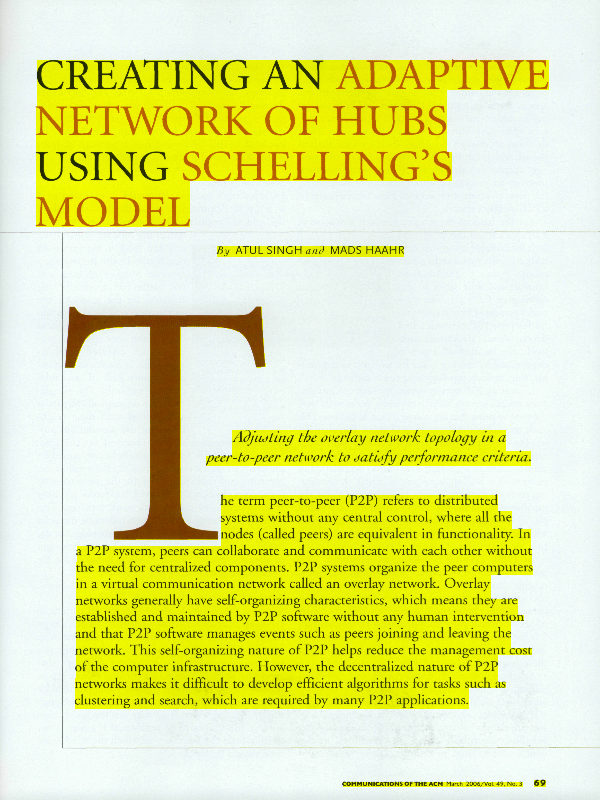 CREATING AN ADAPTIVE
NETWORK OF HUBS
USING SCHELLING'S
MODEL
By ATUL SINGH and MADS HAAHR
Adjusting the overlay network topology in a
peer-to-peer network to satisfy performance criteria.
The term peer-to-peer (P2P) refers to distributed
systems without any central control, where all the
nodes (called peers) are equivalent in functionality. In
a P2P system, peers can collaborate and communicate with each other without
the need for centralized components. P2P systems organize the peer computers
in a virtual communication network called an overlay network. Overlay
networks generally have self-organizing characteristics, which means they are
established and maintained by P2P software without any human intervention
and that P2P software manages events such as peers joining and leaving the
network. This self-organizing nature of P2P helps reduce the management cost
of the computer infrastructure. However, the decentralized nature of P2P
networks makes it difficult to develop efficient algorithms for tasks such as
clustering and search, which are required by many P2P applications.
COMMUNICATIONS OF THE ACM March 2006/Vol. 49, No. 3 69